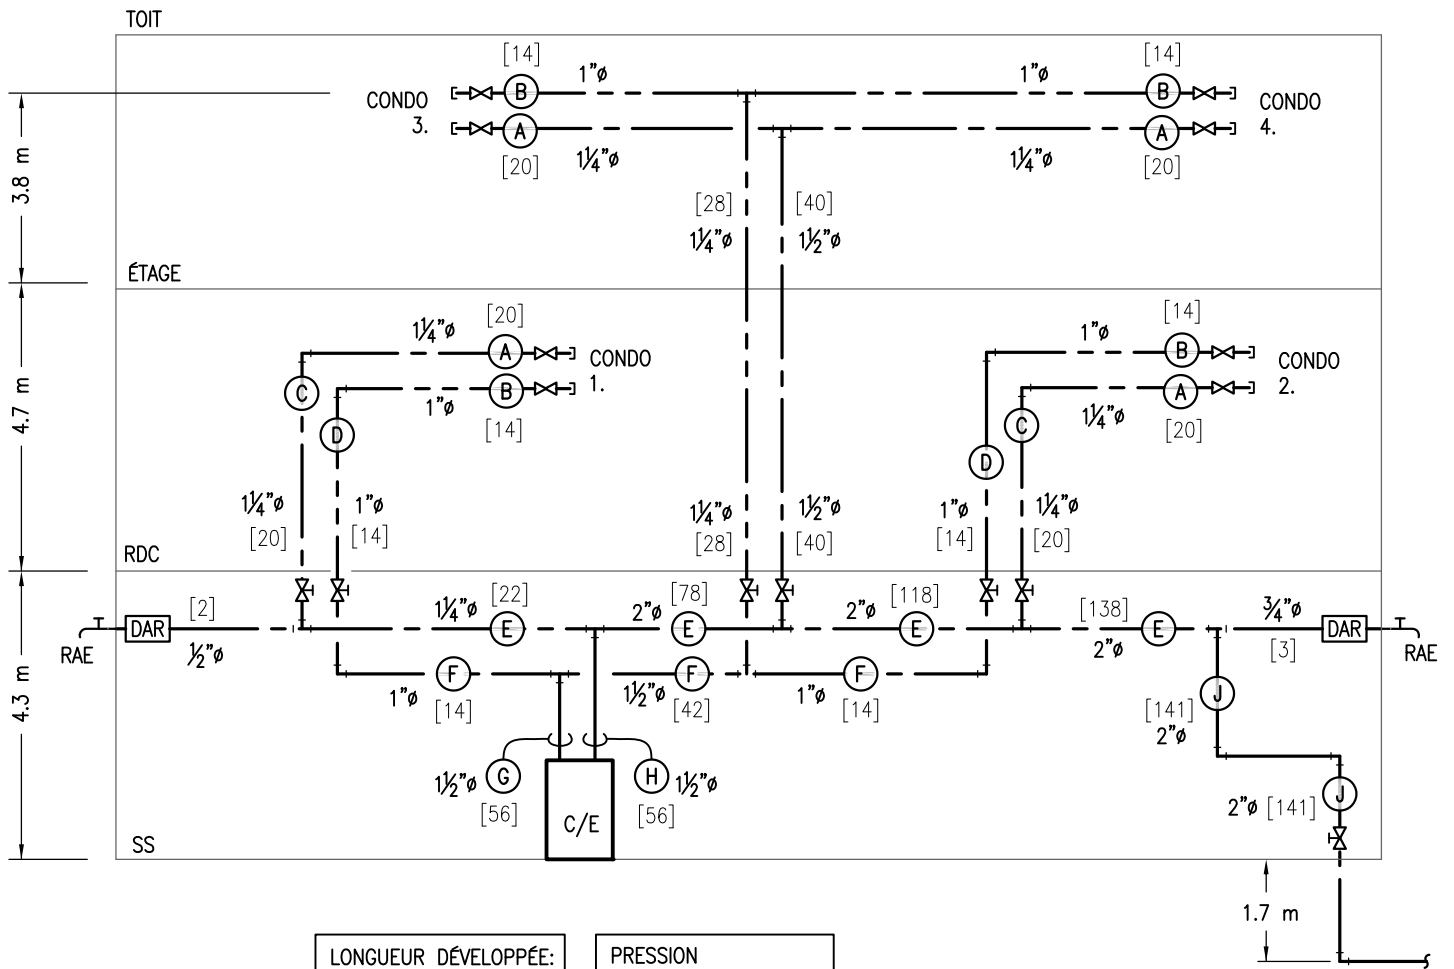 TOIT
[14]
1"ø
1"ø
[14]
CONDO
3.
B
B
CONDO
4.
A
A
[20]
1¼"ø
1¼"ø
[20]
3.8 m
[28]
[40]
1¼"ø
1½"ø
ÉTAGE
[20]
[14]
1¼"ø
1"ø
A
CONDO
1.
B
CONDO
2.
C
B
A
1"ø
[14]
1¼"ø
[20]
D
C
D
4.7 m
1¼"ø
1"ø
1¼"ø
1½"ø
1"ø
1¼"ø
[20]
[14]
[28]
[40]
[14]
[20]
RDC
[2]
[22]
[78]
[118]
[138]
DAR
1¼"ø
E
2"ø
E
2"ø
E
E
¾"ø
DAR
RAE
½"ø
2"ø
[3]
RAE
F
F
F
1"ø
[14]
1½"ø
[42]
1"ø
[14]
J
[141]
2"ø
4.3 m
G
H
1½"ø
1½"ø
[56]
[56]
C/E
J
2"ø [141]
SS
1.7 m
LONGUEUR DÉVELOPPÉE:
PRESSION